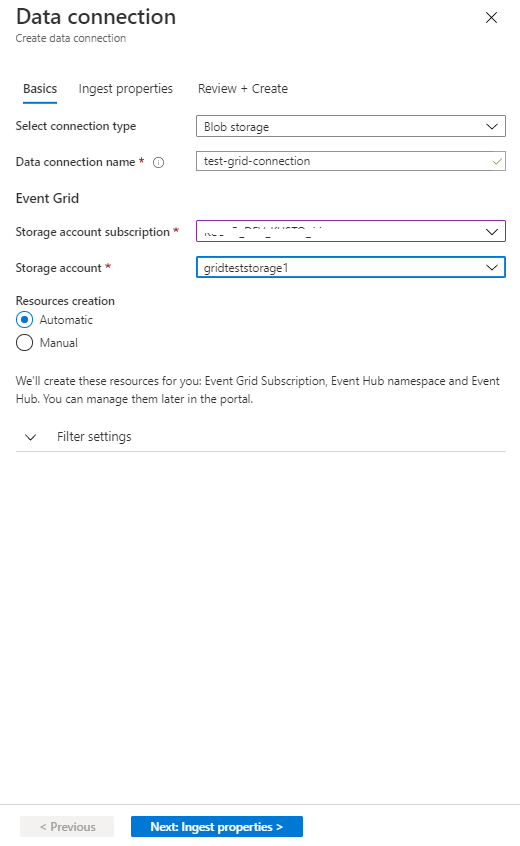 Data connection
Create data connection
Basics Ingest properties Review + Create
Select connection type Blob storage
Data connection name * test-grid-connection
Event Grid
Storage account subscription *
Storage account * gridteststorage1
Resources creation
Automatic
Manual
We'll create these resources for you: Event Grid Subscription, Event Hub namespace and Event
Hub. You can manage them later in the portal.
Filter settings
< Previous Next: Ingest properties >